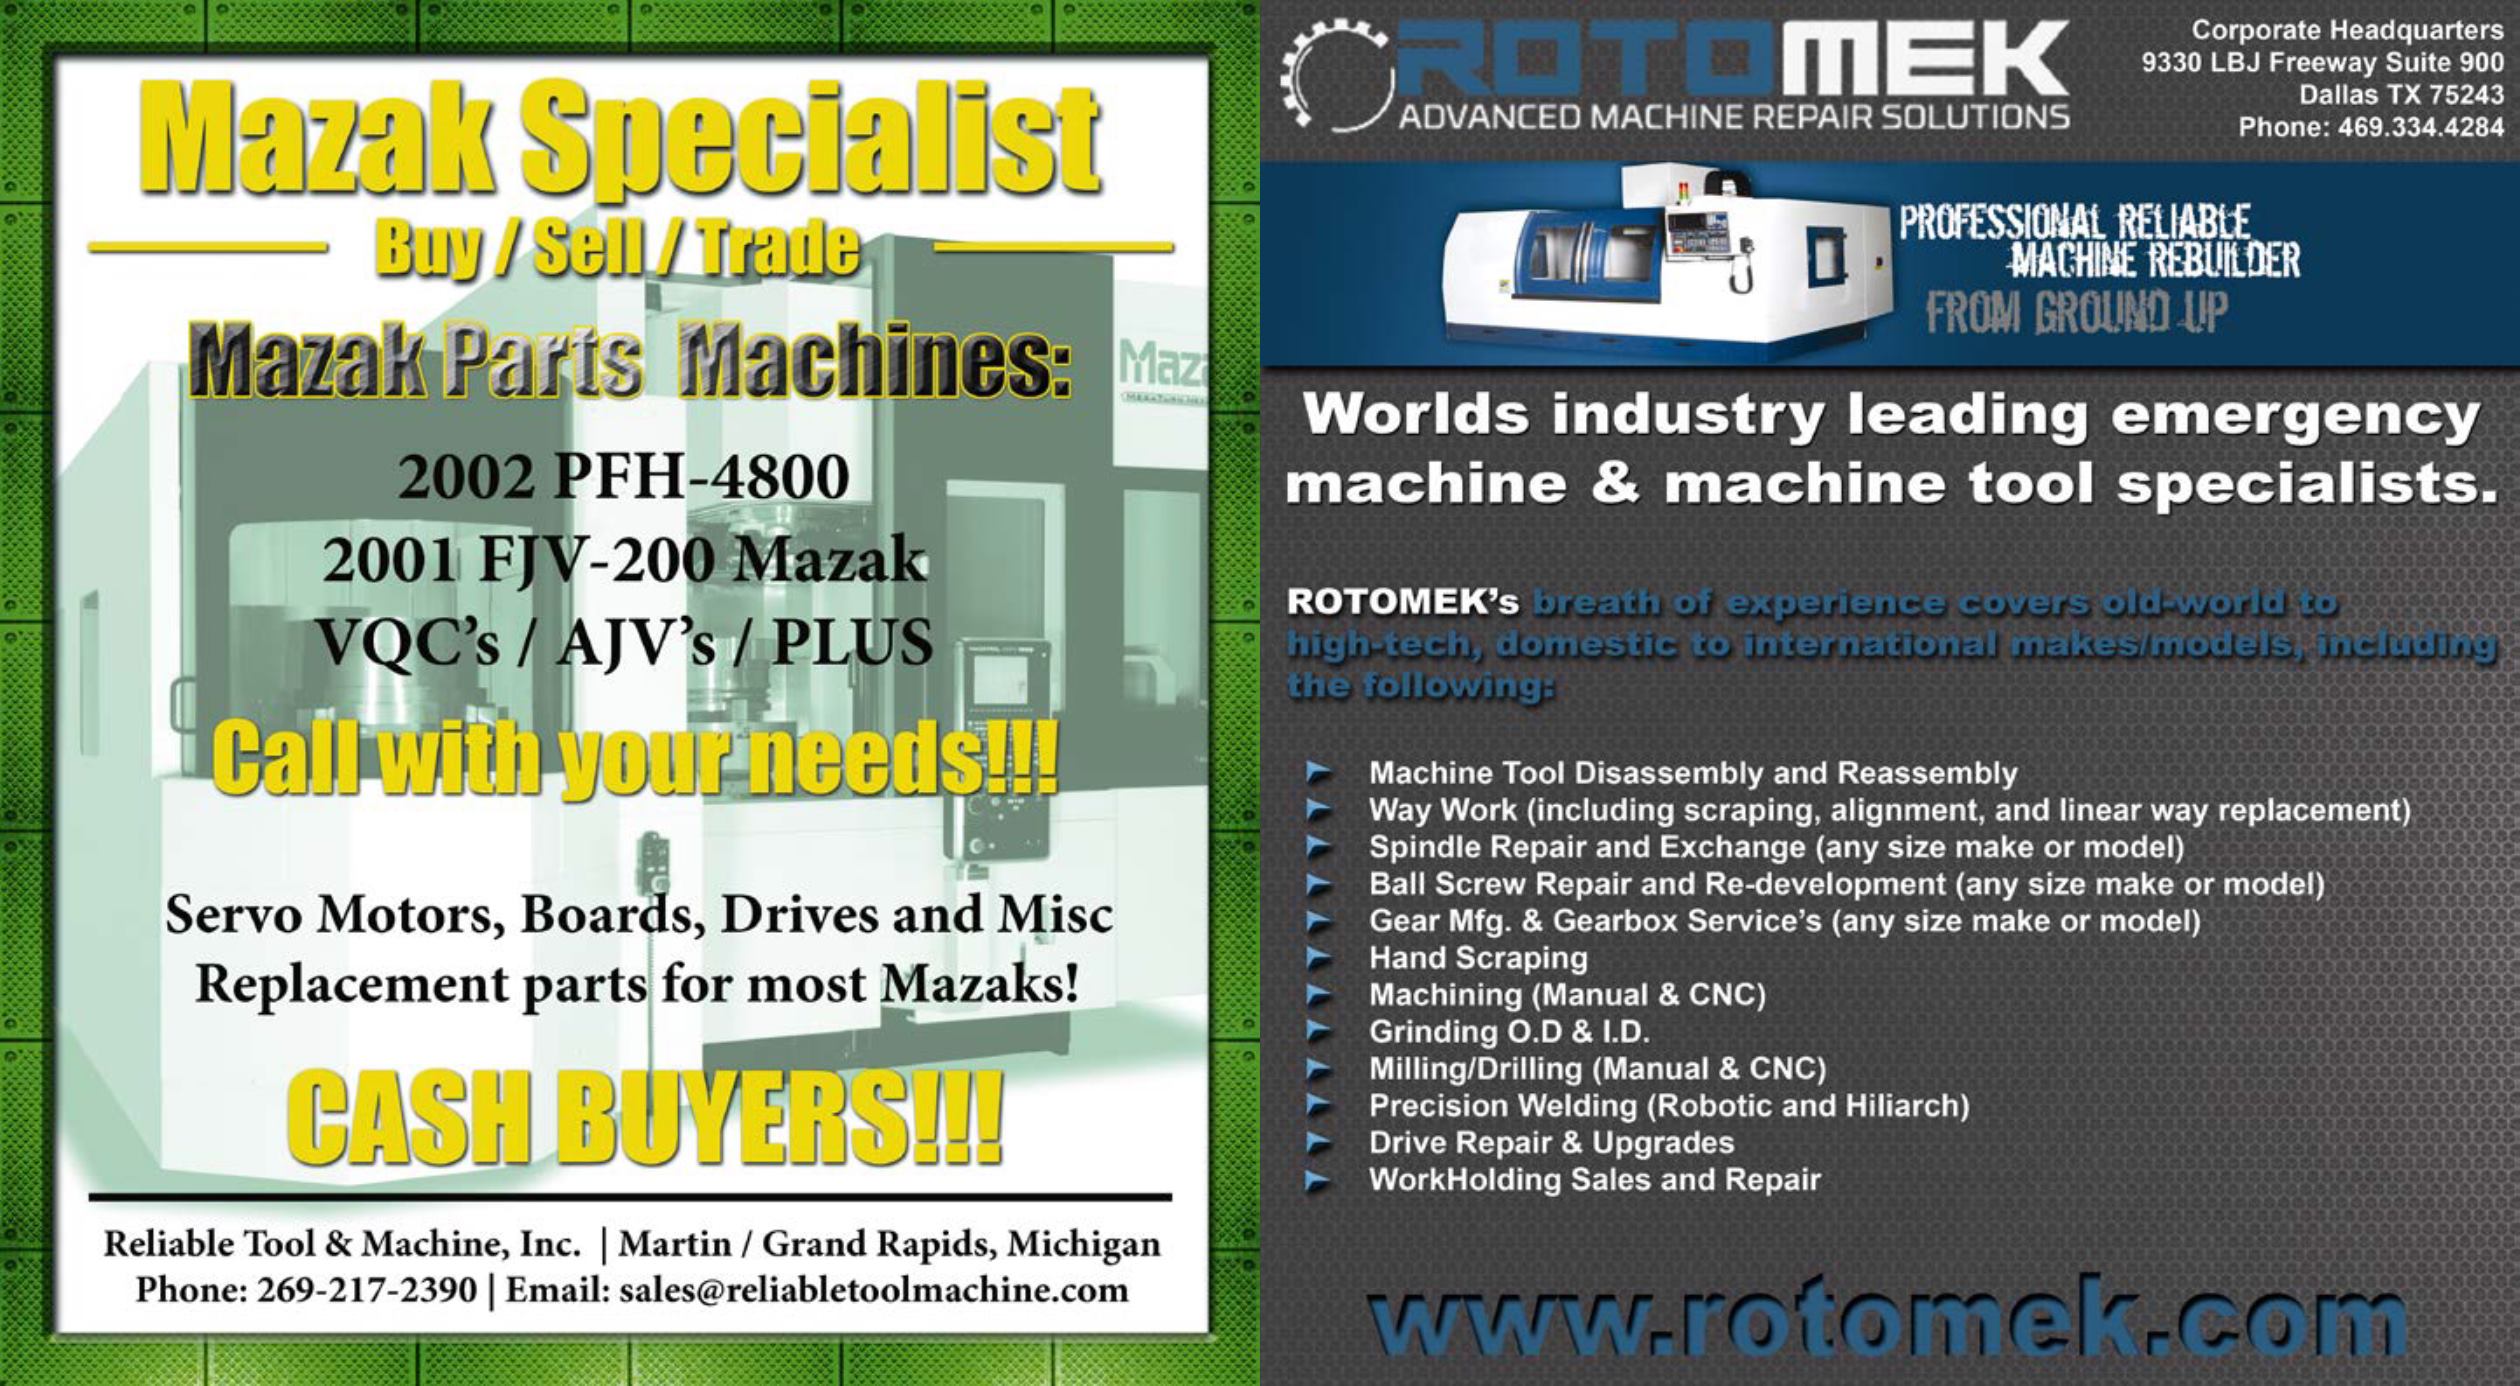 Mazak Specialist
Buy / Sell / Trade
Mazak Parts Machines:
2002 PFH-4800
2001 FJV-200 Mazak
VQC's / AJV's / PLUS
Call with your needs!!!
Servo Motors, Boards, Drives and Misc
Replacement parts for most Mazaks!
CASH BUYERS!!!
Reliable Tool & Machine, Inc. | Martin / Grand Rapids, Michigan
Phone: 269-217-2390 | Email: sales@reliabletoolmachine.com
ROTOMEK
ADVANCED MACHINE REPAIR SOLUTIONS
Corporate Headquarters
9330 LBJ Freeway Suite 900
Dallas TX 75243
Phone: 469.334.4284
PROFESSIONAL RELIABLE
MACHINE REBUILDER
FROM GROUND UP
Worlds industry leading emergency
machine & machine tool specialists.
ROTOMEK's breath of experience covers old-world to
high-tech, domestic to international makes/models, including
the following:
Machine Tool Disassembly and Reassembly
Way Work (including scraping, alignment, and linear way replacement)
Spindle Repair and Exchange (any size make or model)
Ball Screw Repair and Re-development (any size make or model)
Gear Mfg. & Gearbox Service's (any size make or model)
Hand Scraping
Machining (Manual & CNC)
Grinding O.D & I.D.
Milling/Drilling (Manual & CNC)
Precision Welding (Robotic and Hiliarch)
Drive Repair & Upgrades
WorkHolding Sales and Repair
www.rotomek.com